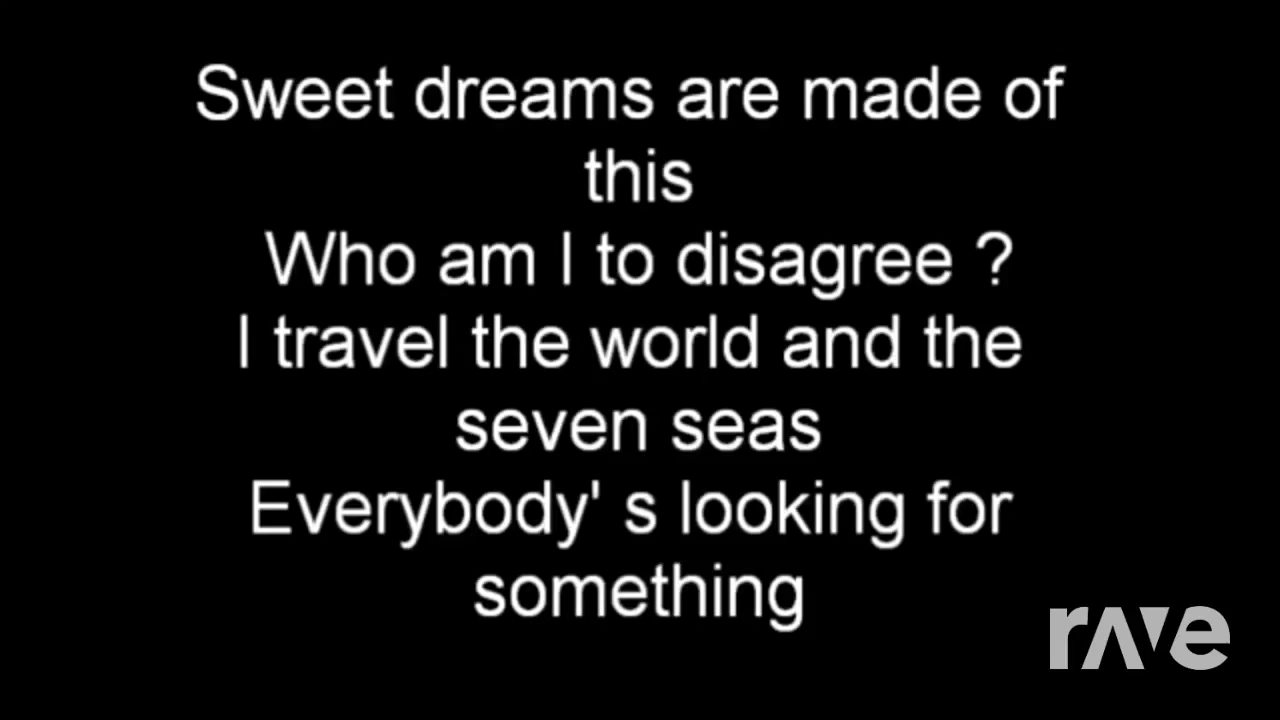 Sweet dreams are made of
this
Who am I to disagree ?
I travel the world and the
seven seas
Everybody' s looking for
something
rave